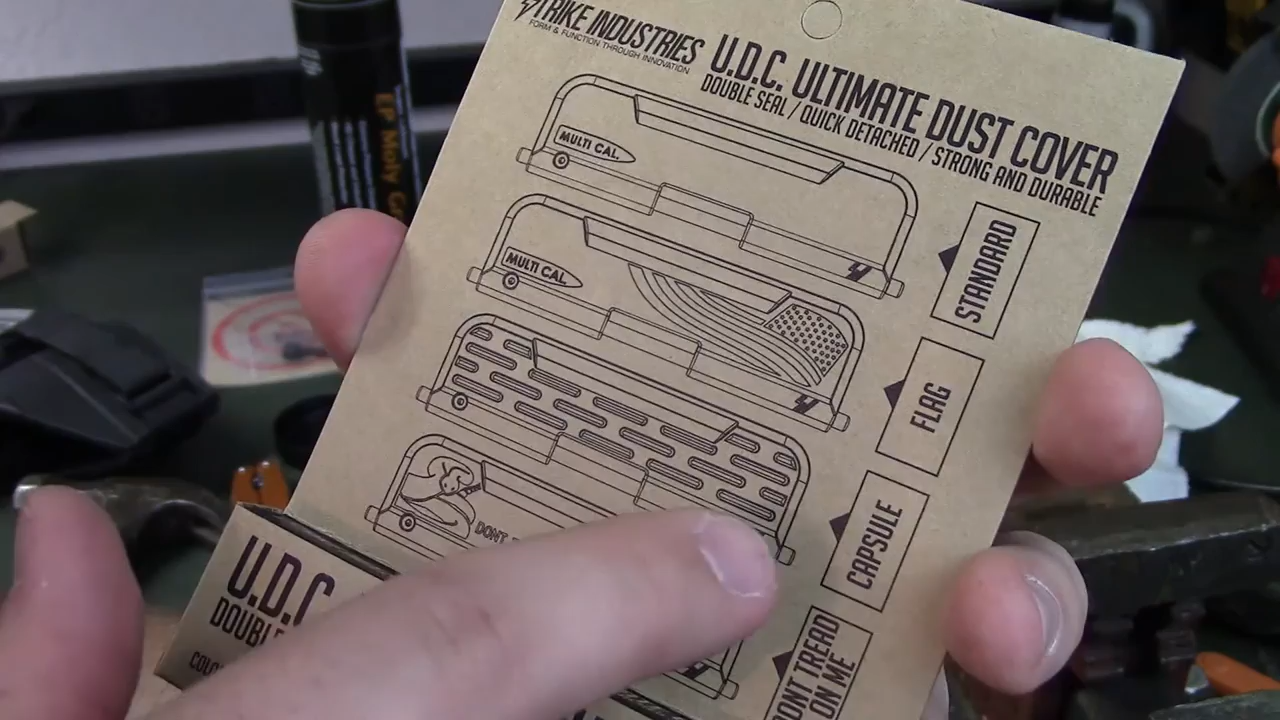 STRIKE INDUSTRIES
FORM & FUNCTION THROUGH INNOVATION
U.D.C. ULTIMATE DUST COVER
DOUBLE SEAL / QUICK DETACHED / STRONG AND DURABLE
MULTI CAL.
STANDARD
MULTI CAL.
FLAG
CAPSULE
DONT
DONT TREAD
ON ME
U.D.C.
EP Moly